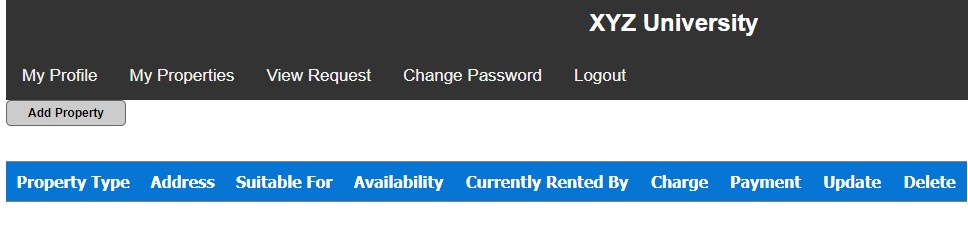 XYZ University
My Profile My Properties View Request Change Password Logout
Add Property
Property Type Address Suitable For Availability Currently Rented By Charge Payment Update Delete